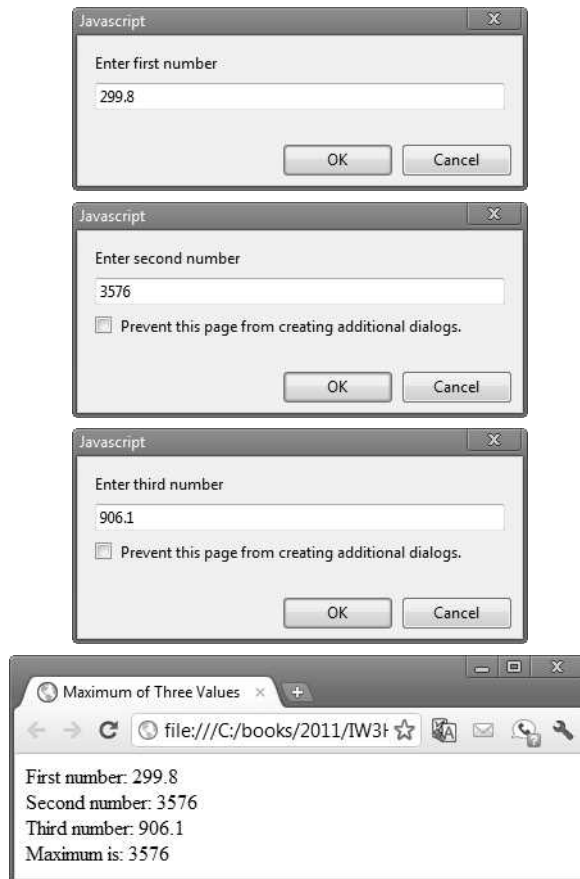 Javascript
Enter first number
299.8
OK Cancel
Javascript
Enter second number
3576
Prevent this page from creating additional dialogs.
OK Cancel
Javascript
Enter third number
906.1
Prevent this page from creating additional dialogs.
OK Cancel
Maximum of Three Values
file:///C:/books/2011/IW3H
First number: 299.8
Second number: 3576
Third number: 906.1
Maximum is: 3576